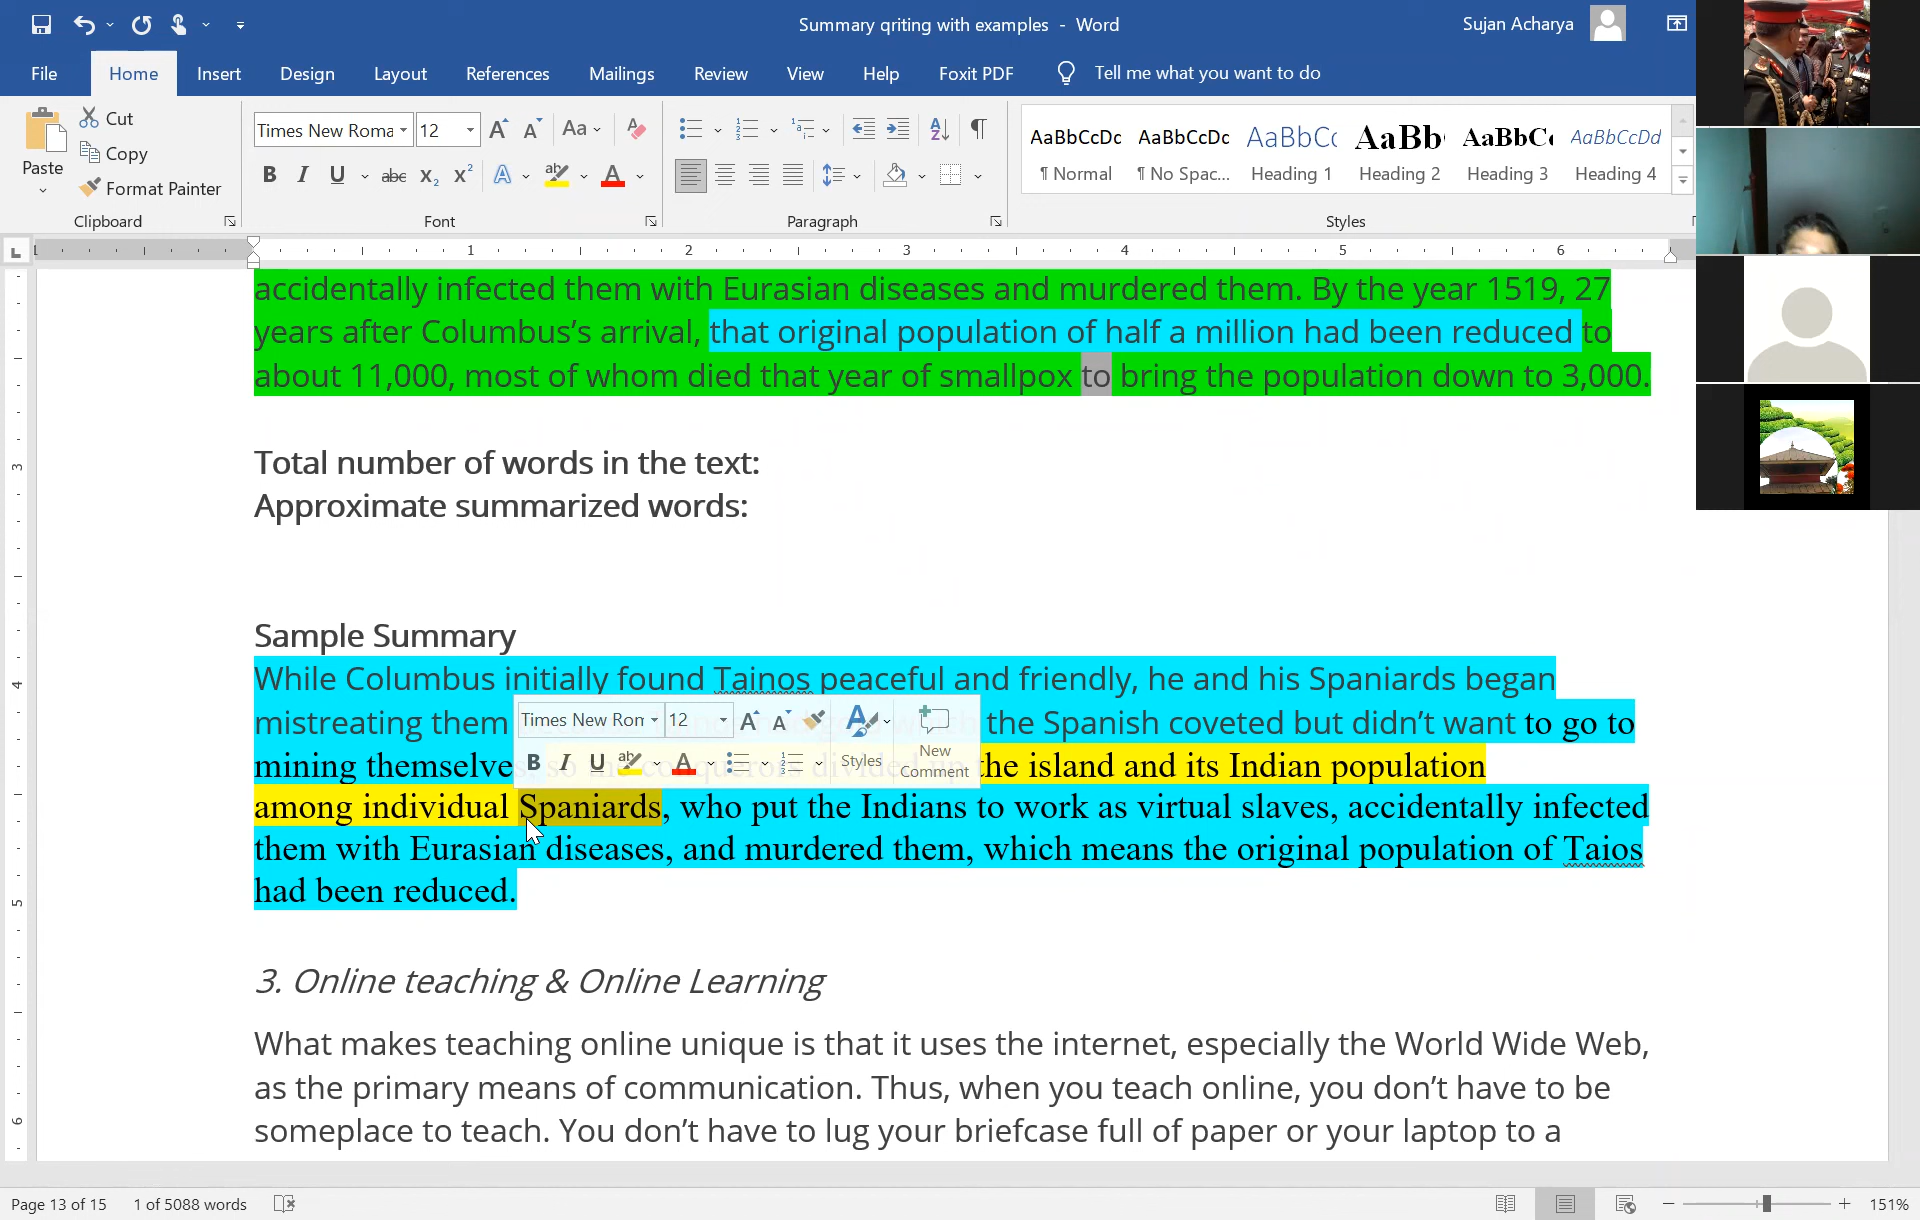 Summary qriting with examples - Word
Sujan Acharya
File Home Insert Design Layout References Mailings Review View Help Foxit PDF Tell me what you want to do
Paste
Cut
Copy
Format Painter
Clipboard
Times New Roma 12
Font
Paragraph
AaBbCcDc AaBbCcDc AaBbCc AaBb AaBbCc AaBbCcDd
¶ Normal ¶ No Spac... Heading 1 Heading 2 Heading 3 Heading 4
Styles
1 2 3 4 5 6
accidentally infected them with Eurasian diseases and murdered them. By the year 1519, 27
years after Columbus’s arrival, that original population of half a million had been reduced to
about 11,000, most of whom died that year of smallpox to bring the population down to 3,000.
Total number of words in the text:
Approximate summarized words:
Sample Summary
While Columbus initially found Tainos peaceful and friendly, he and his Spaniards began
mistreating them the Spanish coveted but didn’t want to go to
mining themselves, so the conquerors divided up the island and its Indian population
among individual Spaniards, who put the Indians to work as virtual slaves, accidentally infected
them with Eurasian diseases, and murdered them, which means the original population of Taios
had been reduced.
Times New Ron 12
Styles
New Comment
3. Online teaching & Online Learning
What makes teaching online unique is that it uses the internet, especially the World Wide Web,
as the primary means of communication. Thus, when you teach online, you don’t have to be
someplace to teach. You don’t have to lug your briefcase full of paper or your laptop to a
Page 13 of 15 1 of 5088 words 151%